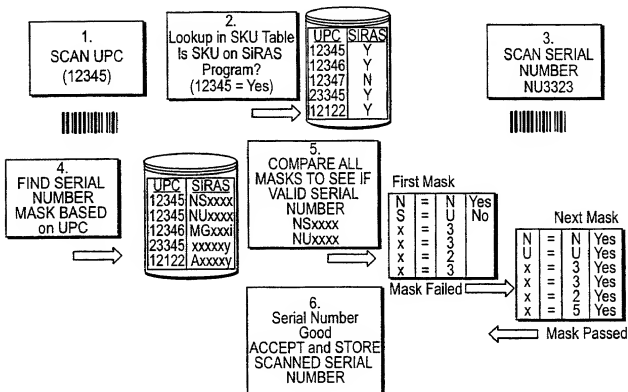 1.
SCAN UPC
(12345)
2.
Lookup in SKU Table
Is SKU on SiRAS
Program?
(12345 = Yes)
UPC SIRAS
12345 Y
12346 Y
12347 N
23345 Y
12122 Y
3.
SCAN SERIAL
NUMBER
NU3323
4.
FIND SERIAL
NUMBER
MASK BASED
on UPC
UPC SIRAS
12345 NSxxxx
12345 NUxxxx
12346 MGxxxi
23345 xxxxxy
12122 Axxxxy
5.
COMPARE ALL
MASKS TO SEE IF
VALID SERIAL
NUMBER
NSxxxx
NUxxxx
First Mask
N = N Yes
S = U No
x = 3
x = 3
x = 2
x = 3
Mask Failed
Next Mask
N = N Yes
U = U Yes
x = 3 Yes
x = 3 Yes
x = 2 Yes
x = 5 Yes
Mask Passed
6.
Serial Number
Good
ACCEPT and STORE
SCANNED SERIAL
NUMBER